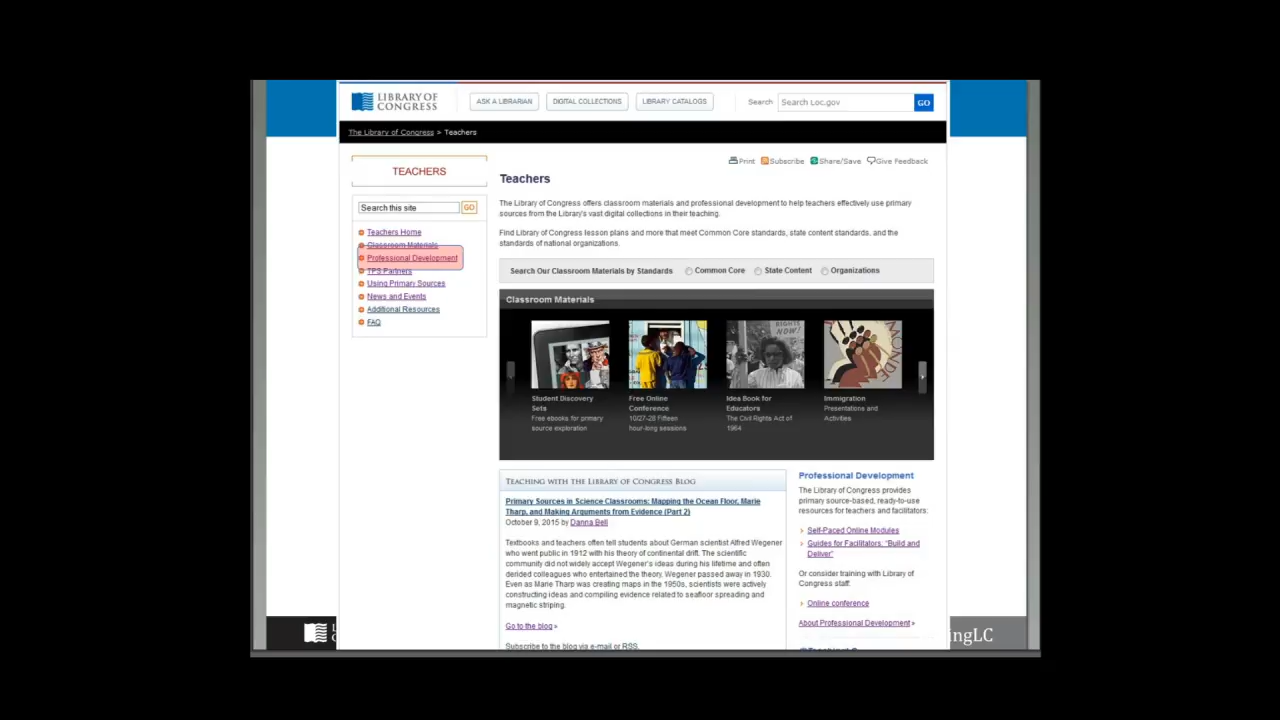 LIBRARY OF
CONGRESS
ASK A LIBRARIAN
DIGITAL COLLECTIONS
LIBRARY CATALOGS
Search
Search Loc.gov
GO
The Library of Congress > Teachers
TEACHERS
Search this site
GO
Teachers Home
Classroom Materials
Professional Development
TPS Partners
Using Primary Sources
News and Events
Additional Resources
FAQ
Print
Subscribe
Share/Save
Give Feedback
Teachers
The Library of Congress offers classroom materials and professional development to help teachers effectively use primary
sources from the Library's vast digital collections in their teaching.
Find Library of Congress lesson plans and more that meet Common Core standards, state content standards, and the
standards of national organizations.
Search Our Classroom Materials by Standards
Common Core
State Content
Organizations
Classroom Materials
RIGHTS
NOW!
MONDE
Student Discovery
Sets
Free ebooks for primary
source exploration
Free Online
Conference
10/27-28 Fifteen
hour-long sessions
Idea Book for
Educators
The Civil Rights Act of
1964
Immigration
Presentations and
Activities
TEACHING WITH THE LIBRARY OF CONGRESS BLOG
Primary Sources in Science Classrooms: Mapping the Ocean Floor, Marie
Tharp, and Making Arguments from Evidence (Part 2)
October 9, 2015 by Danna Bell
Textbooks and teachers often tell students about German scientist Alfred Wegener
who went public in 1912 with his theory of continental drift. The scientific
community did not widely accept Wegener's ideas during his lifetime and often
derided colleagues who entertained the theory, Wegener passed away in 1930.
Even as Marie Tharp was creating maps in the 1950s, scientists were actively
constructing ideas and compiling evidence related to seafloor spreading and
magnetic striping.
Go to the blog »
Subscribe to the blog via e-mail or RSS.
Professional Development
The Library of Congress provides
primary source-based, ready-to-use
resources for teachers and facilitators:
Self-Paced Online Modules
Guides for Facilitators, "Build and
Deliver"
Or consider training with Library of
Congress staff:
Online conference
About Professional Development »
ingLC